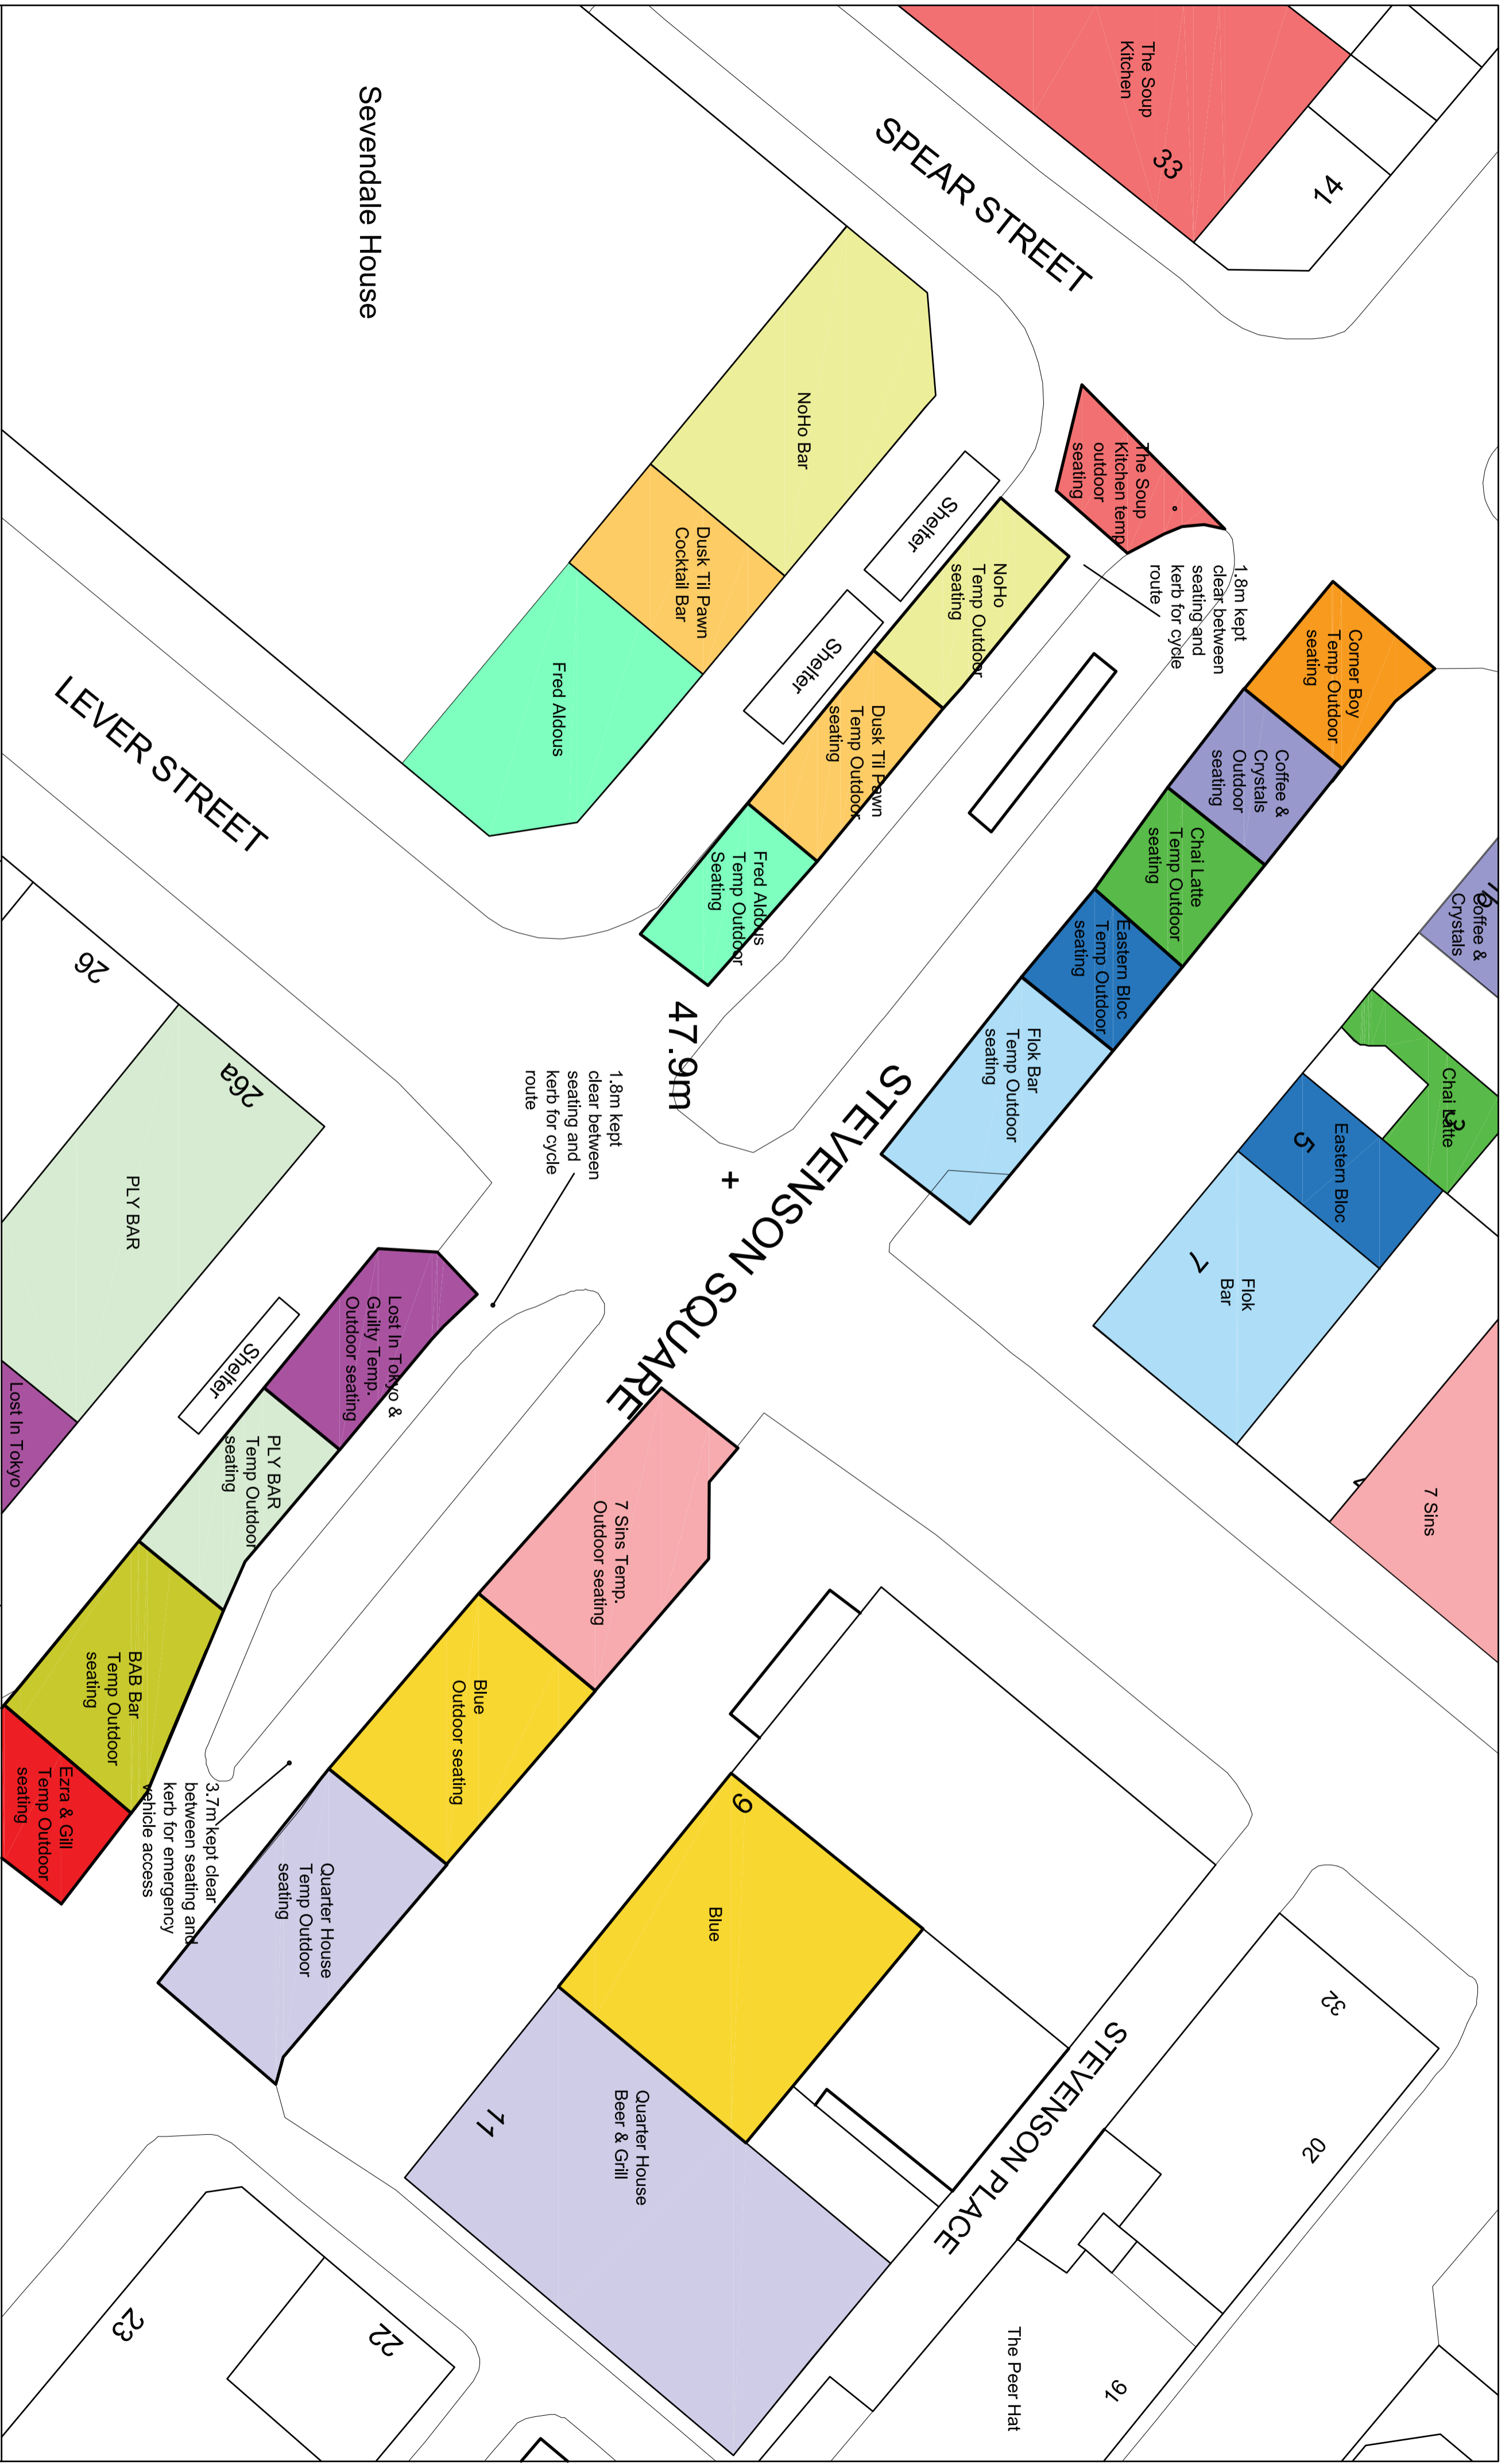 The Soup
Kitchen
33
14
SPEAR STREET
Sevendale House
NoHo Bar
Dusk Til Pawn
Cocktail Bar
Fred Aldous
LEVER STREET
Shelter
Shelter
The Soup
Kitchen temp
outdoor
seating
1.8m kept
clear between
seating and
kerb for cycle
route
NoHo
Temp Outdoor
seating
Dusk Til Pawn
Temp Outdoor
seating
Fred Aldous
Temp Outdoor
Seating
47.9m
Corner Boy
Temp Outdoor
seating
Coffee &
Crystals
Outdoor
seating
Chai Latte
Temp Outdoor
seating
Eastern Bloc
Temp Outdoor
seating
Flok Bar
Temp Outdoor
seating
Coffee &
Crystals
Chai Latte
3
Eastern Bloc
5
Flok
Bar
7
7 Sins
STEVENSON SQUARE
+
1.8m kept
clear between
seating and
kerb for cycle
route
26
26a
PLY BAR
Lost In Tokyo
Shelter
Lost In Tokyo &
Guilty Temp.
Outdoor seating
PLY BAR
Temp Outdoor
seating
BAB Bar
Temp Outdoor
seating
Ezra & Gill
Temp Outdoor
seating
3.7m kept clear
between seating and
kerb for emergency
vehicle access
7 Sins Temp.
Outdoor seating
Blue
Outdoor seating
Quarter House
Temp Outdoor
seating
9
Blue
Quarter House
Beer & Grill
11
STEVENSON PLACE
32
20
The Peer Hat
16
22
23